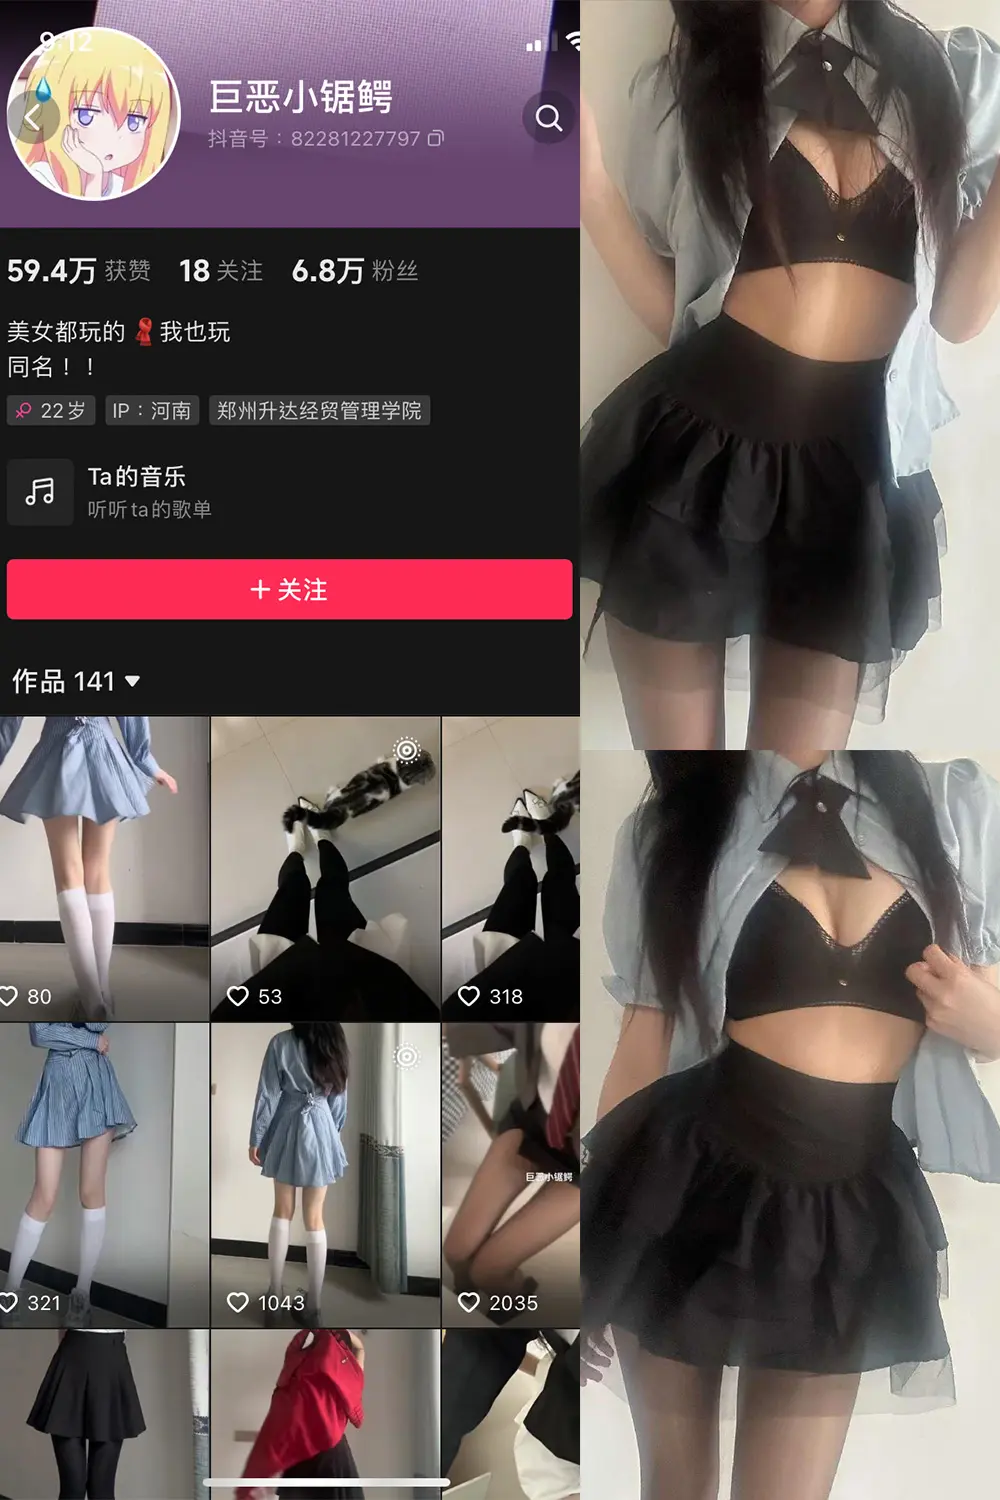 9:12
巨恶小锯鳄
抖音号：82281227797
59.4万 获赞 18 关注 6.8万 粉丝
美女都玩的 我也玩
同名！！
22岁 IP：河南 郑州升达经贸管理学院
Ta的音乐
听听ta的歌单
+ 关注
作品 141
80 53 318
巨恶小锯鳄
321 1043 2035